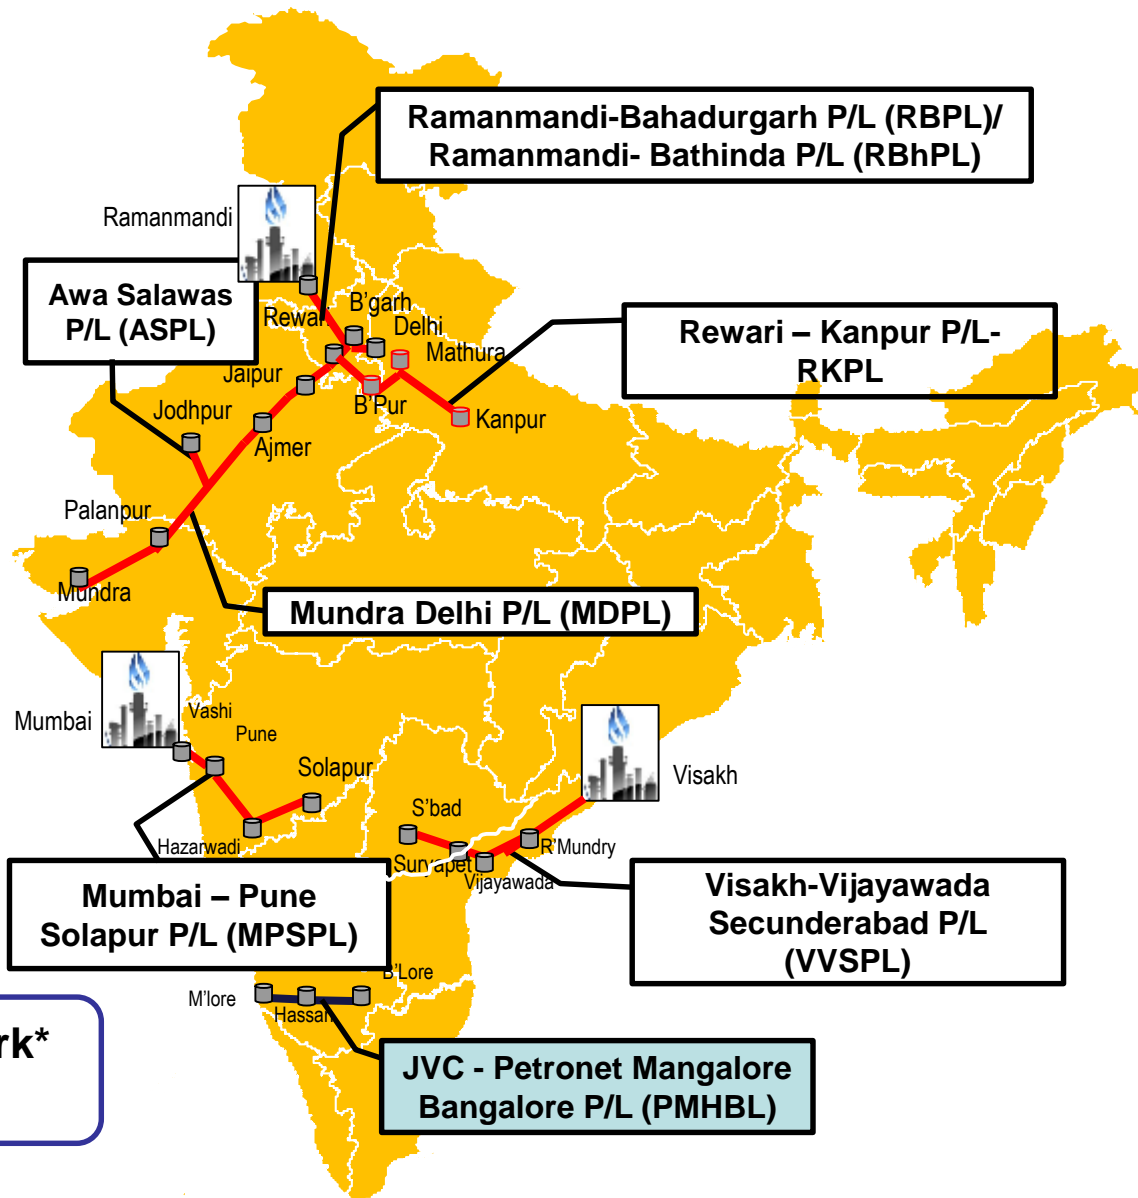 Ramanmandi-Bahadurgarh P/L (RBPL)/
Ramanmandi- Bathinda P/L (RBhPL)
Ramanmandi
Awa Salawas
P/L (ASPL)
B'garh
Rewari
Delhi
Mathura
Rewari – Kanpur P/L-
RKPL
Jaipur
B'Pur
Jodhpur
Kanpur
Ajmer
Palanpur
Mundra
Mundra Delhi P/L (MDPL)
Mumbai
Vashi
Pune
Solapur
Visakh
S'bad
Hazarwadi
R'Mundry
Suryapet
Vijayawada
Mumbai – Pune
Solapur P/L (MPSPL)
Visakh-Vijayawada
Secunderabad P/L
(VVSPL)
B'Lore
M'lore
Hassan
rk*
JVC - Petronet Mangalore
Bangalore P/L (PMHBL)